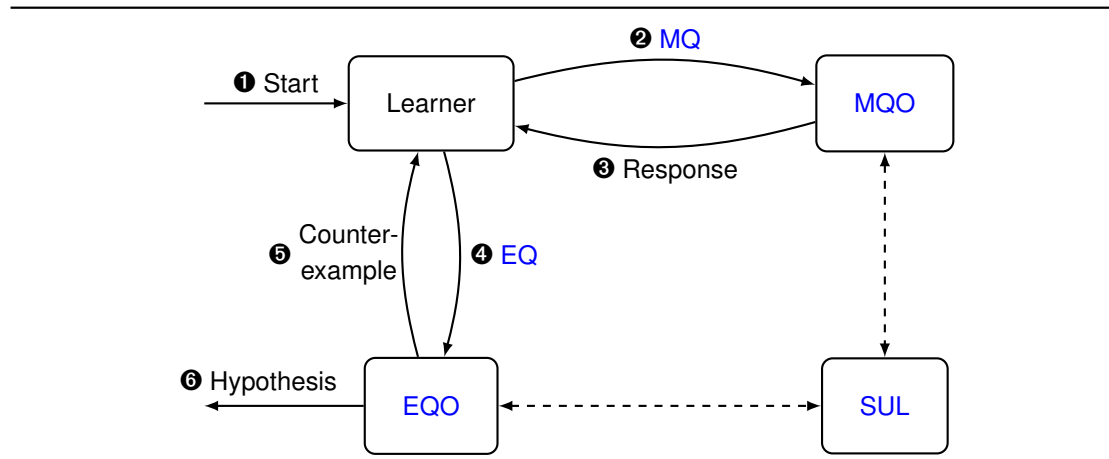 ❷ MQ
❶ Start
Learner
MQO
❸ Response
❺ Counter-
example
❹ EQ
❻ Hypothesis
EQO
SUL